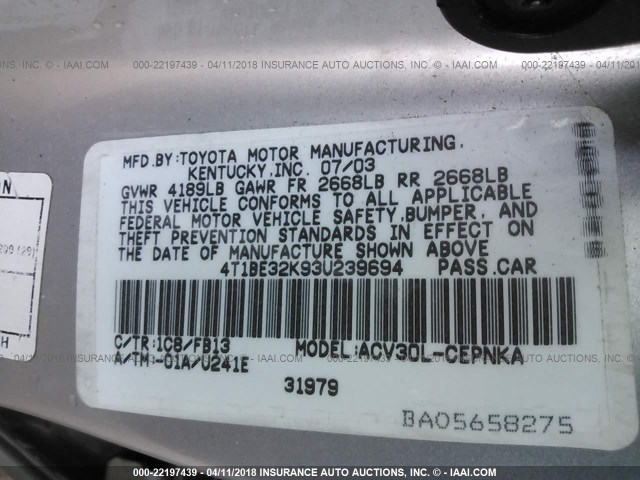 000-22197439 - 04/11/2018 INSURANCE AUTO AUCTIONS, INC. - IAAI.COM
MFD.BY:TOYOTA MOTOR MANUFACTURING,
KENTUCKY,INC. 07/03
GVWR 4189LB GAWR FR 2668LB RR 2668LB
THIS VEHICLE CONFORMS TO ALL APPLICABLE
FEDERAL MOTOR VEHICLE SAFETY,BUMPER, AND
THEFT PREVENTION STANDARDS IN EFFECT ON
THE DATE OF MANUFACTURE SHOWN ABOVE
4T1BE32K93U239694 PASS.CAR
C/TR:1C8/FB13 MODEL:ACV30L-CEPNKA
A/TM:-01A/U241E
31979
BA05658275
000-22197439 - 04/11/2018 INSURANCE AUTO AUCTIONS, INC. - IAAI.COM